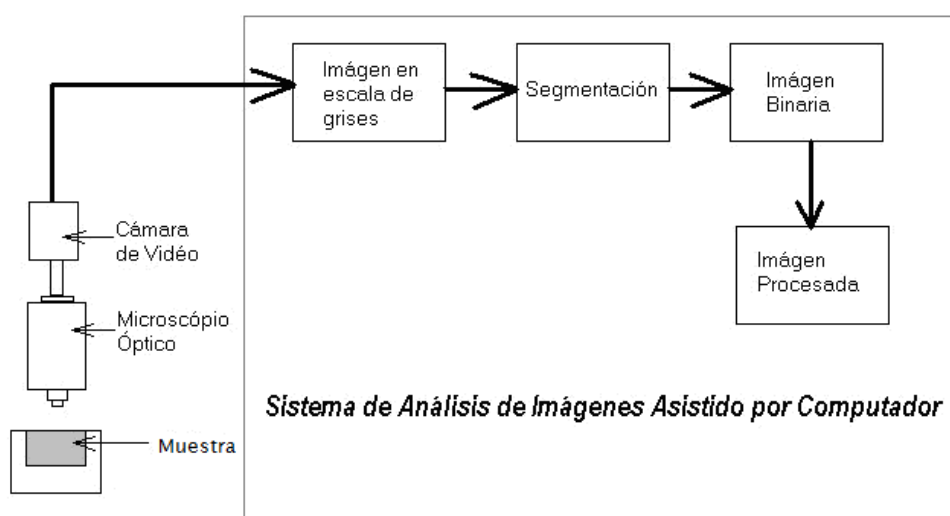 Imágen en
escala de
grises
Segmentación
Imágen
Binaria
Cámara
de Vidéo
Imágen
Procesada
Microscópio
Óptico
Sistema de Análisis de Imágenes Asistido por Computador
Muestra